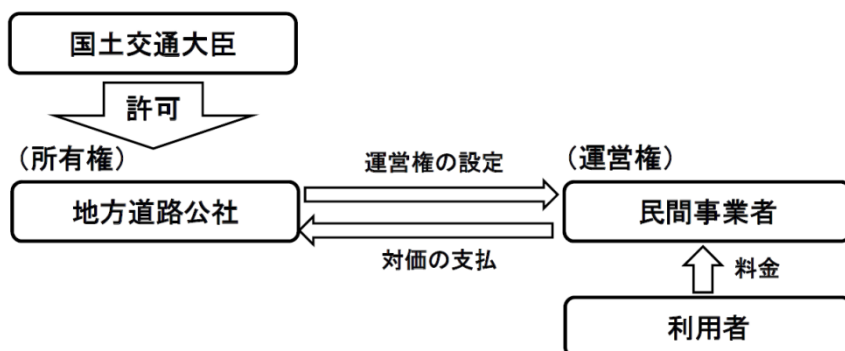 国土交通大臣
許可
（所有権）
運営権の設定
（運営権）
地方道路公社
民間事業者
対価の支払
料金
利用者